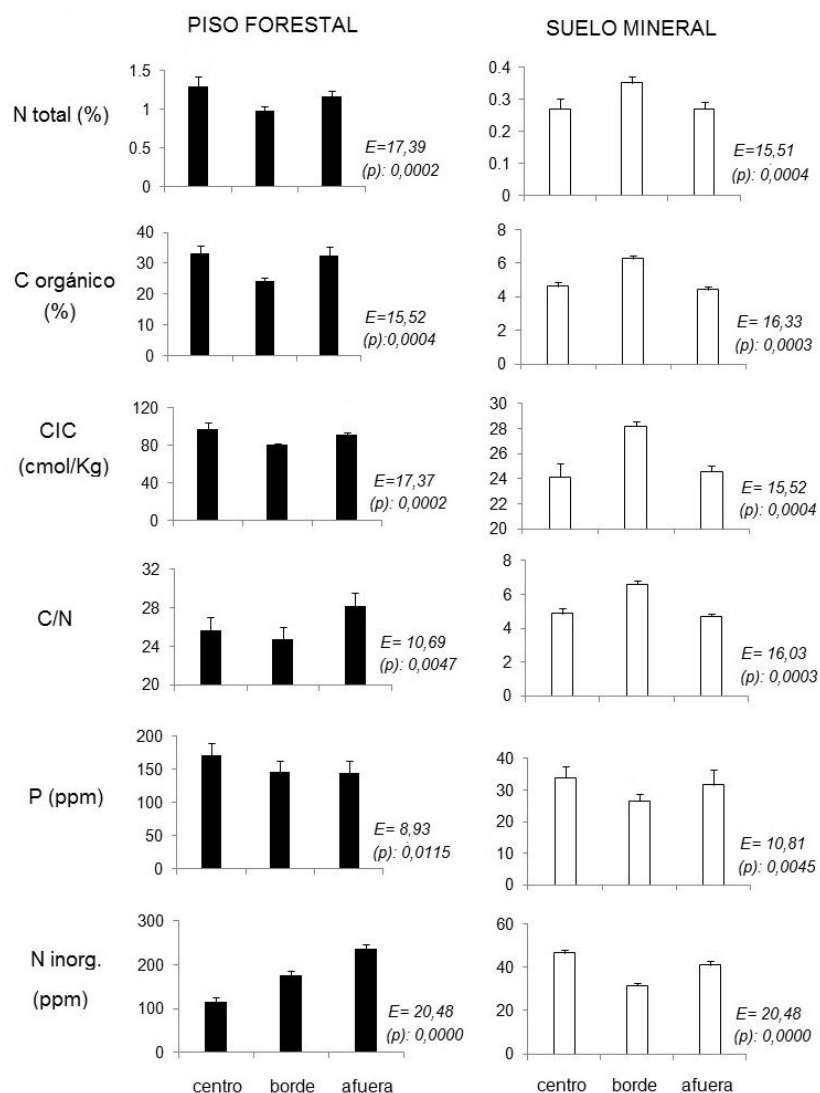 PISO FORESTAL
SUELO MINERAL
N total (%)
1.5
1
0.5
0
E=17,39
(p): 0,0002
0.4
0.3
0.2
0.1
0
E=15,51
(p): 0,0004
C orgánico
(%)
40
30
20
10
0
E=15,52
(p):0,0004
8
6
4
2
0
E= 16,33
(p): 0,0003
CIC
(cmol/Kg)
120
80
40
0
E=17,37
(p): 0,0002
30
28
26
24
22
20
E= 15,52
(p): 0,0004
C/N
32
28
24
20
E= 10,69
(p): 0,0047
8
6
4
2
0
E= 16,03
(p): 0,0003
P (ppm)
200
150
100
50
0
E= 8,93
(p): 0,0115
40
30
20
10
0
E= 10,81
(p): 0,0045
N inorg.
(ppm)
300
200
100
0
E= 20,48
(p): 0,0000
60
40
20
0
E= 20,48
(p): 0,0000
centro borde afuera
centro borde afuera